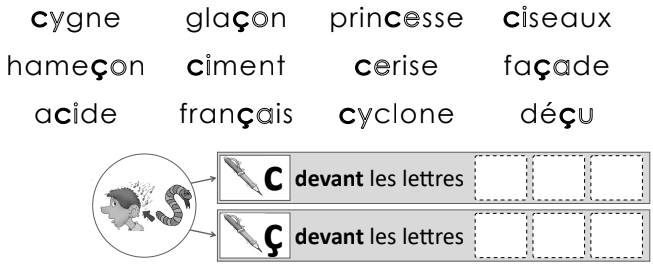 cygne glaçon princesse ciseaux
hameçon ciment cerise façade
acide français cyclone déçu
c devant les lettres
ç devant les lettres